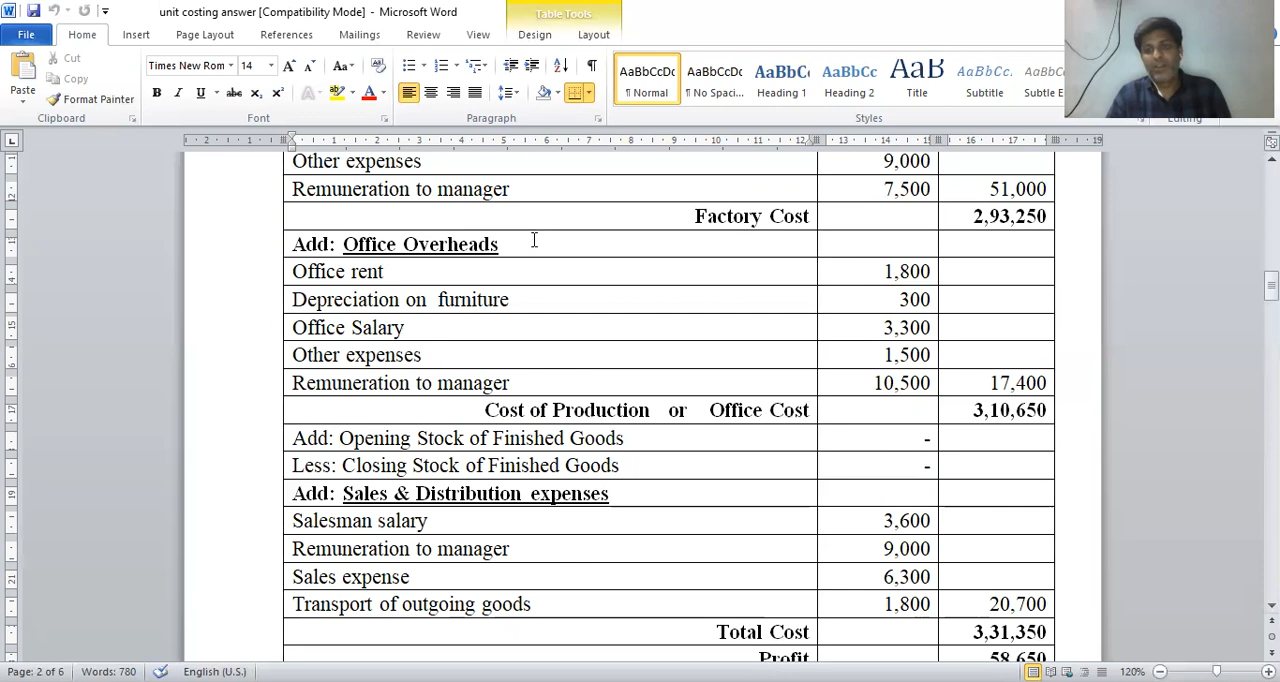 unit costing answer [Compatibility Mode] - Microsoft Word
Table Tools
File Home Insert Page Layout References Mailings Review View Design Layout
Cut
Copy
Format Painter
Paste
Times New Rom 14
AaBbCcDc AaBbCcDc AaBbC AaBbCc AaB AaBbCc. AaBbCcD
¶ Normal ¶ No Spaci... Heading 1 Heading 2 Title Subtitle Subtle E
Clipboard Font Paragraph Styles Editing
Other expenses 9,000
Remuneration to manager 7,500 51,000
Factory Cost 2,93,250
Add: Office Overheads
Office rent 1,800
Depreciation on furniture 300
Office Salary 3,300
Other expenses 1,500
Remuneration to manager 10,500 17,400
Cost of Production or Office Cost 3,10,650
Add: Opening Stock of Finished Goods -
Less: Closing Stock of Finished Goods -
Add: Sales & Distribution expenses
Salesman salary 3,600
Remuneration to manager 9,000
Sales expense 6,300
Transport of outgoing goods 1,800 20,700
Total Cost 3,31,350
Profit 58,650
Page: 2 of 6 Words: 780 English (U.S.) 120%